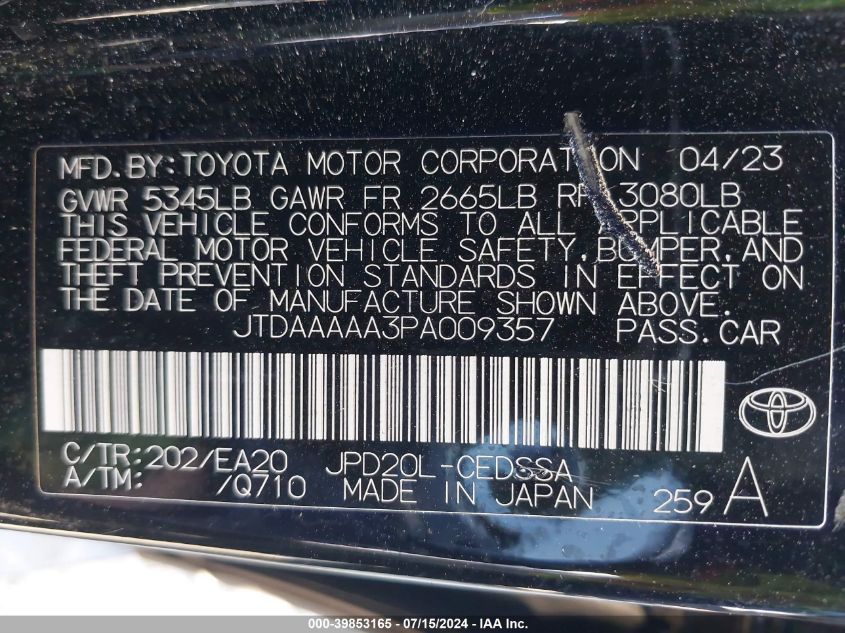 MFD.BY:TOYOTA MOTOR CORPORATION 04/23
GVWR 5345LB GAWR FR 2665LB RR 3080LB
THIS VEHICLE CONFORMS TO ALL APPLICABLE
FEDERAL MOTOR VEHICLE SAFETY,BUMPER,AND
THEFT PREVENTION STANDARDS IN EFFECT ON
THE DATE OF MANUFACTURE SHOWN ABOVE.
JTDAAAAA3PA009357 PASS.CAR
C/TR:202/EA20 JPD20L-CEDSSA
A/TM: /Q710 MADE IN JAPAN 259 A
000-39853165 - 07/15/2024 - IAA Inc.